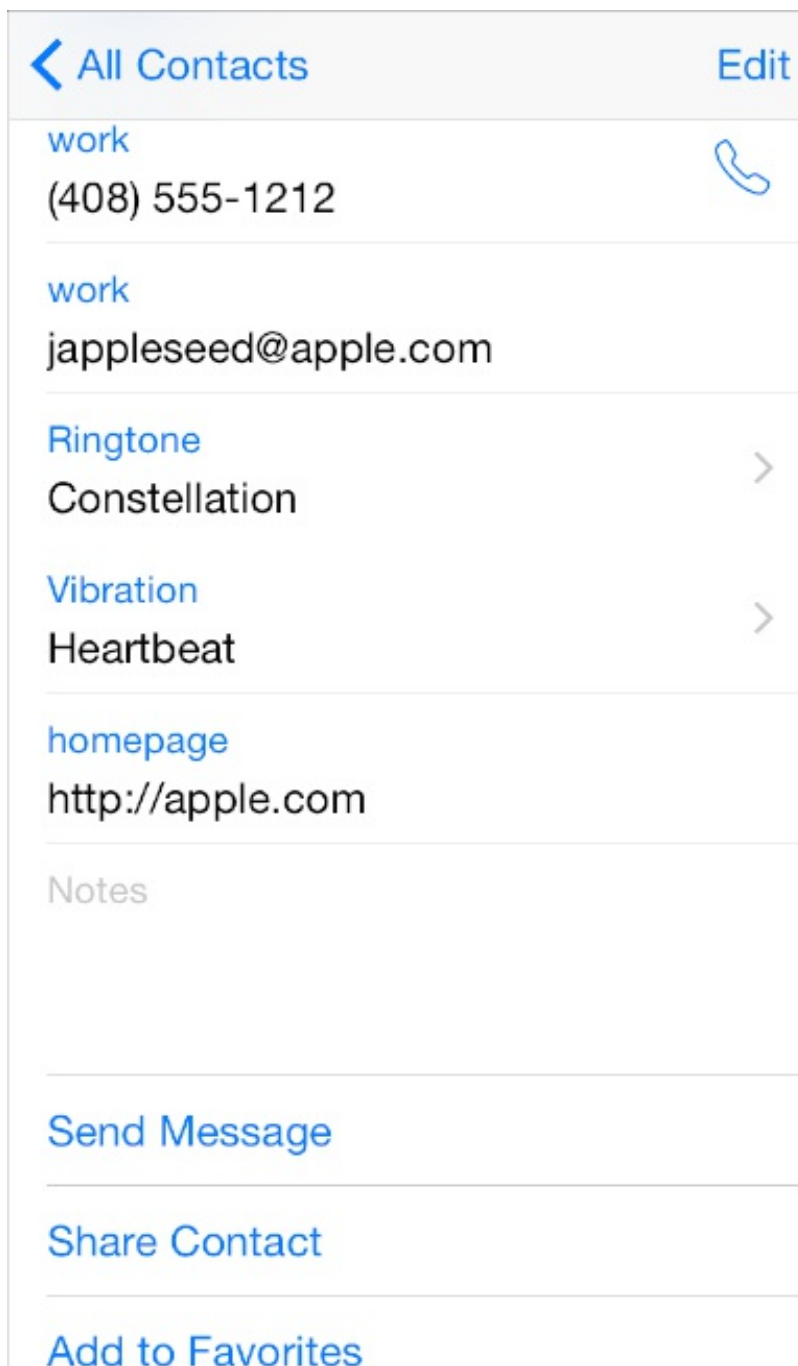 All Contacts Edit
work
(408) 555-1212
work
jappleseed@apple.com
Ringtone
Constellation
Vibration
Heartbeat
homepage
http://apple.com
Notes
Send Message
Share Contact
Add to Favorites